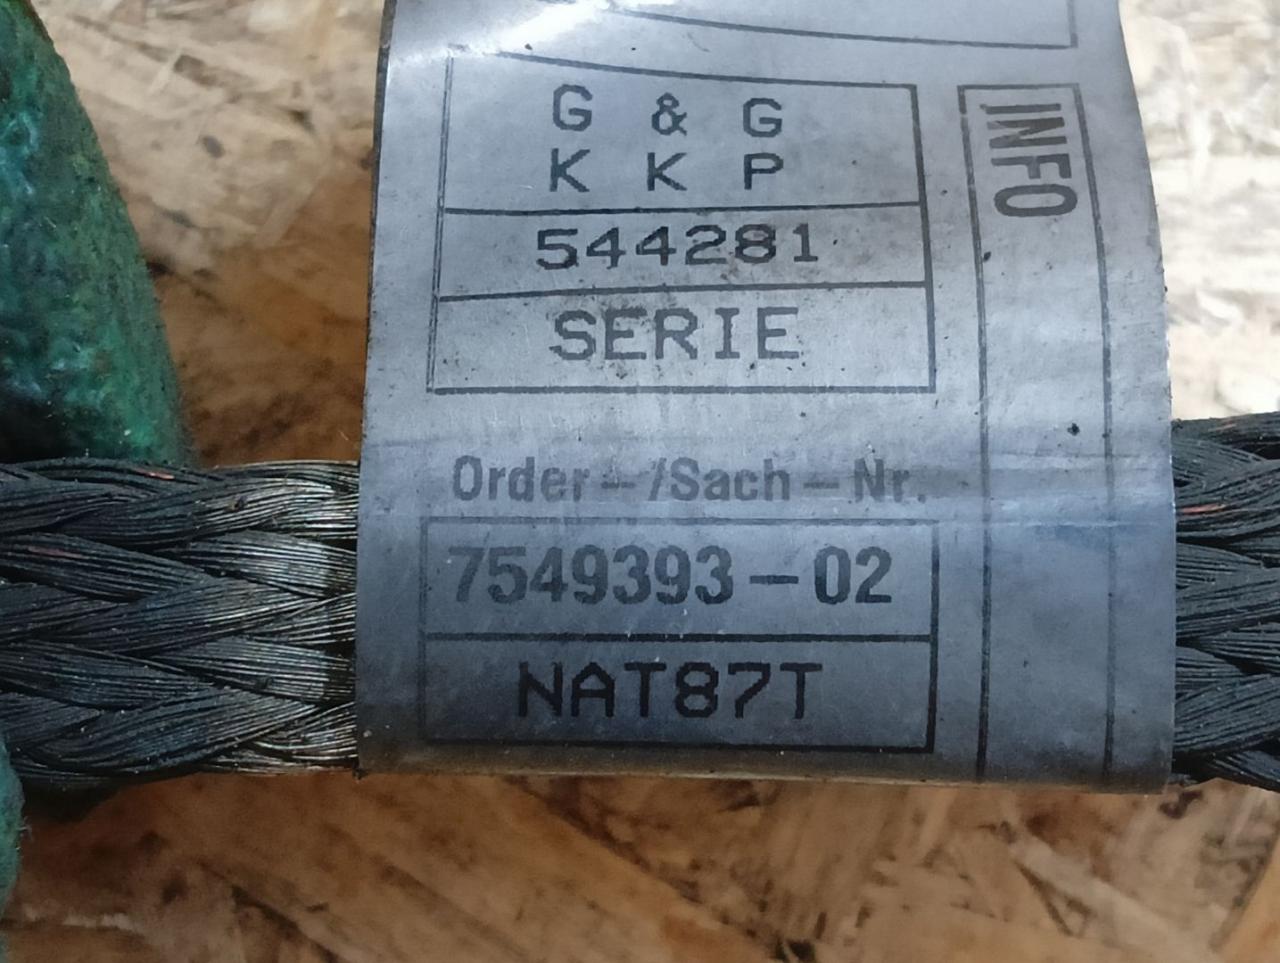 G & G
K K P
544281
SERIE
Order-/Sach-Nr.
7549393-02
NAT87T
INFO